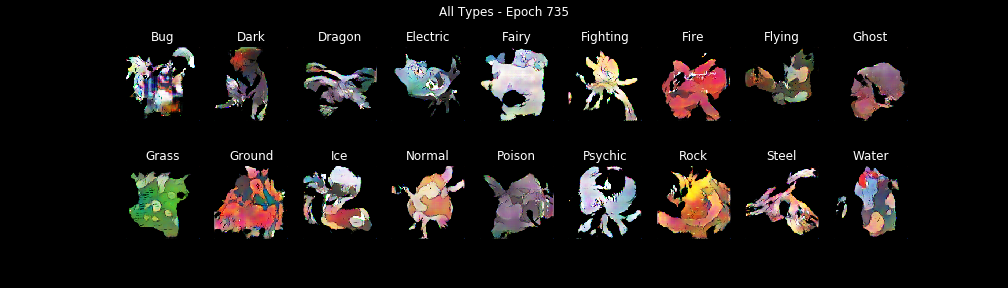 All Types - Epoch 735
Bug Dark Dragon Electric Fairy Fighting Fire Flying Ghost
Grass Ground Ice Normal Poison Psychic Rock Steel Water